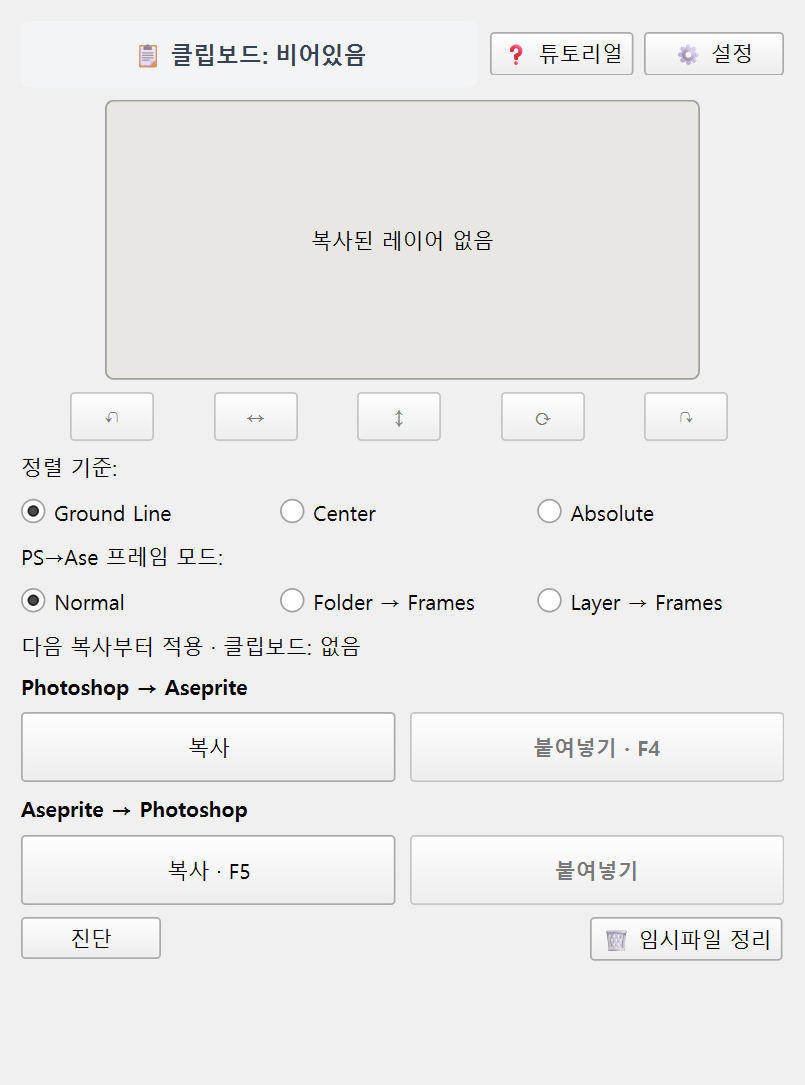 클립보드: 비어있음
튜토리얼
설정
복사된 레이어 없음
정렬 기준:
Ground Line
Center
Absolute
PS→Ase 프레임 모드:
Normal
Folder → Frames
Layer → Frames
다음 복사부터 적용 · 클립보드: 없음
Photoshop → Aseprite
복사
붙여넣기 · F4
Aseprite → Photoshop
복사 · F5
붙여넣기
진단
임시파일 정리